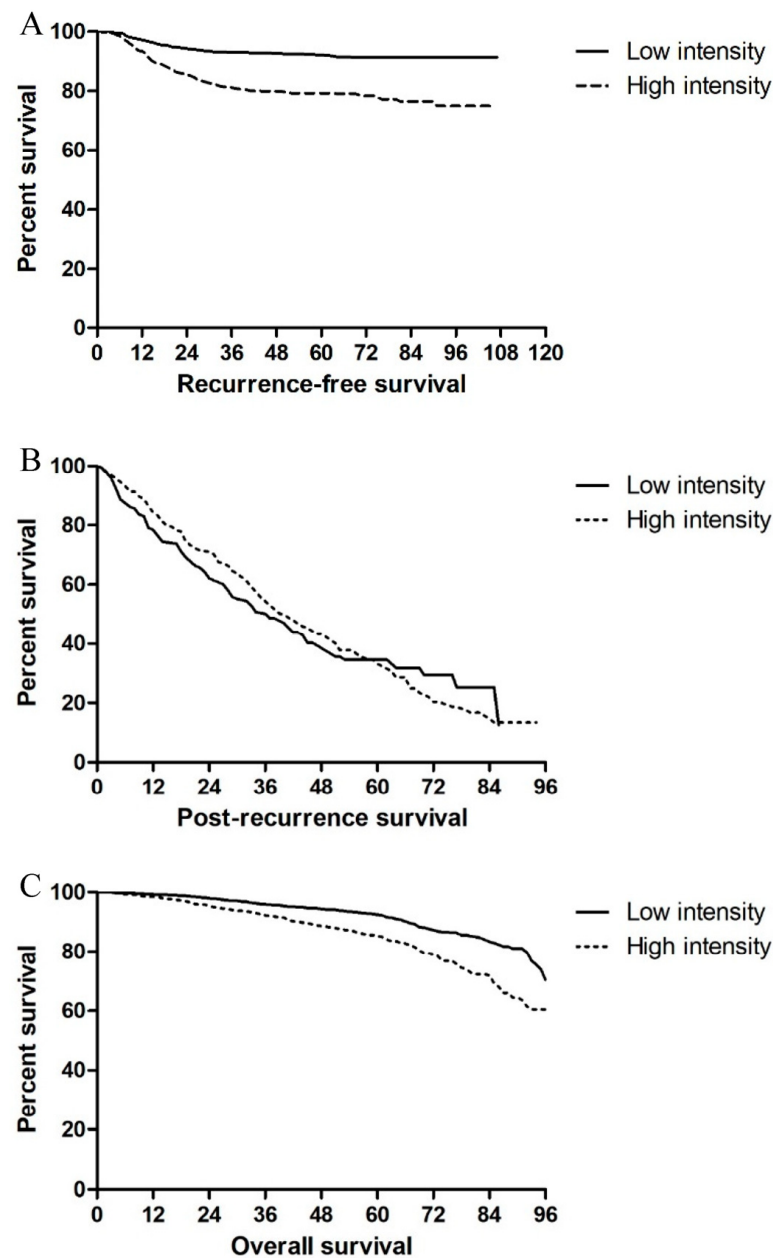 A
Percent survival
100
80
60
40
20
0
0 12 24 36 48 60 72 84 96 108 120
Recurrence-free survival
Low intensity
High intensity
B
Percent survival
100
80
60
40
20
0
0 12 24 36 48 60 72 84 96
Post-recurrence survival
Low intensity
High intensity
C
Percent survival
100
80
60
40
20
0
0 12 24 36 48 60 72 84 96
Overall survival
Low intensity
High intensity